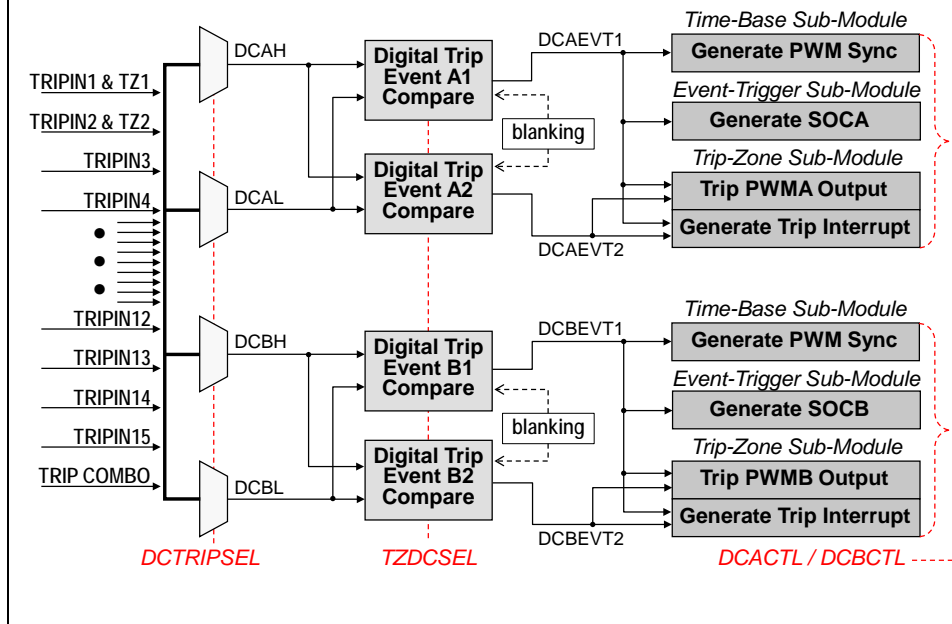 TRIPIN1 & TZ1
TRIPIN2 & TZ2
TRIPIN3
TRIPIN4
TRIPIN12
TRIPIN13
TRIPIN14
TRIPIN15
TRIP COMBO
DCAH
DCAL
DCBH
DCBL
DCTRIPSEL
Digital Trip
Event A1
Compare
blanking
Digital Trip
Event A2
Compare
Digital Trip
Event B1
Compare
blanking
Digital Trip
Event B2
Compare
TZDCSEL
DCAEVT1
DCAEVT2
DCBEVT1
DCBEVT2
Time-Base Sub-Module
Generate PWM Sync
Event-Trigger Sub-Module
Generate SOCA
Trip-Zone Sub-Module
Trip PWMA Output
Generate Trip Interrupt
Time-Base Sub-Module
Generate PWM Sync
Event-Trigger Sub-Module
Generate SOCB
Trip-Zone Sub-Module
Trip PWMB Output
Generate Trip Interrupt
DCACTL / DCBCTL